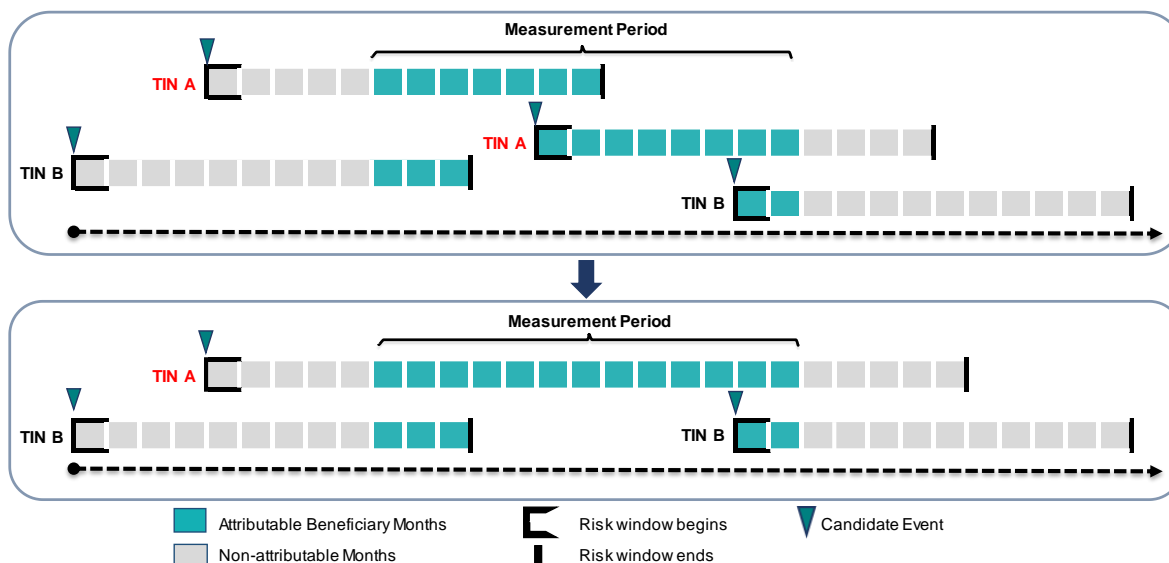 Measurement Period
TIN A
TIN A
TIN B
TIN B
Measurement Period
TIN A
TIN B
TIN B
Attributable Beneficiary Months
Risk window begins
Candidate Event
Non-attributable Months
Risk window ends